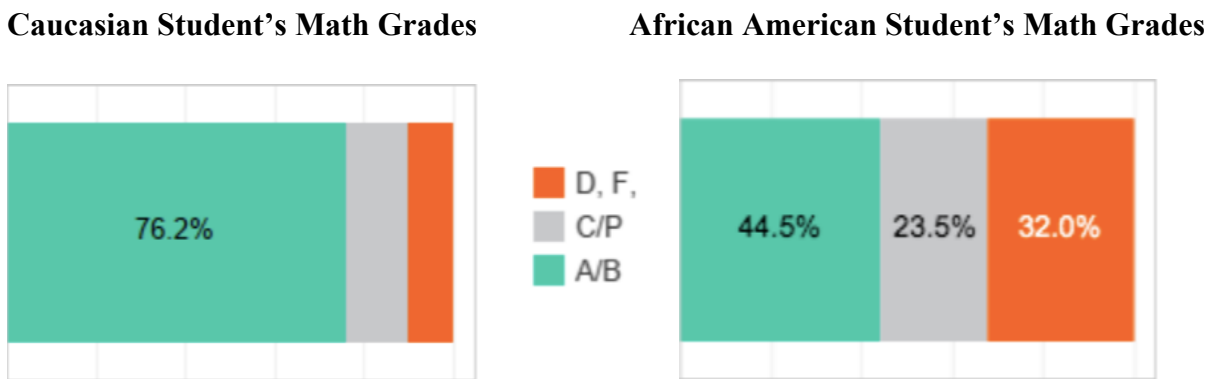 Caucasian Student’s Math Grades
African American Student’s Math Grades
76.2%
D, F,
C/P
A/B
44.5%
23.5%
32.0%